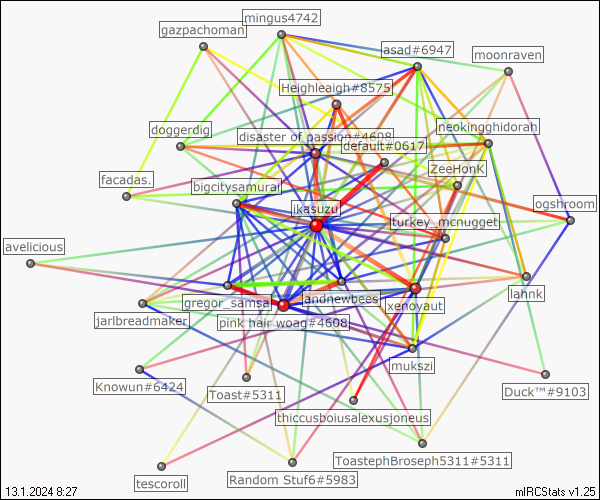 mingus4742
gazpachoman
asad#6947
moonraven
Heighleagh#8575
doggerdig
disaster of passion#4608
neokingghidorah
default#0617
ZeeHonK
facadas.
bigcitysamurai
ikasuzu
ogshroom
turkey_mcnugget
avelicious
gregor_samsa
andnewbees
lahnk
xenoyaut
jarlbreadmaker
pink hair woag#4608
mukszi
Knowun#6424
Toast#5311
Duck™#9103
thiccusboiusalexusjoneus
ToastephBroseph5311#5311
Random Stuf6#5983
tescoroll
13.1.2024 8:27
mIRCStats v1.25